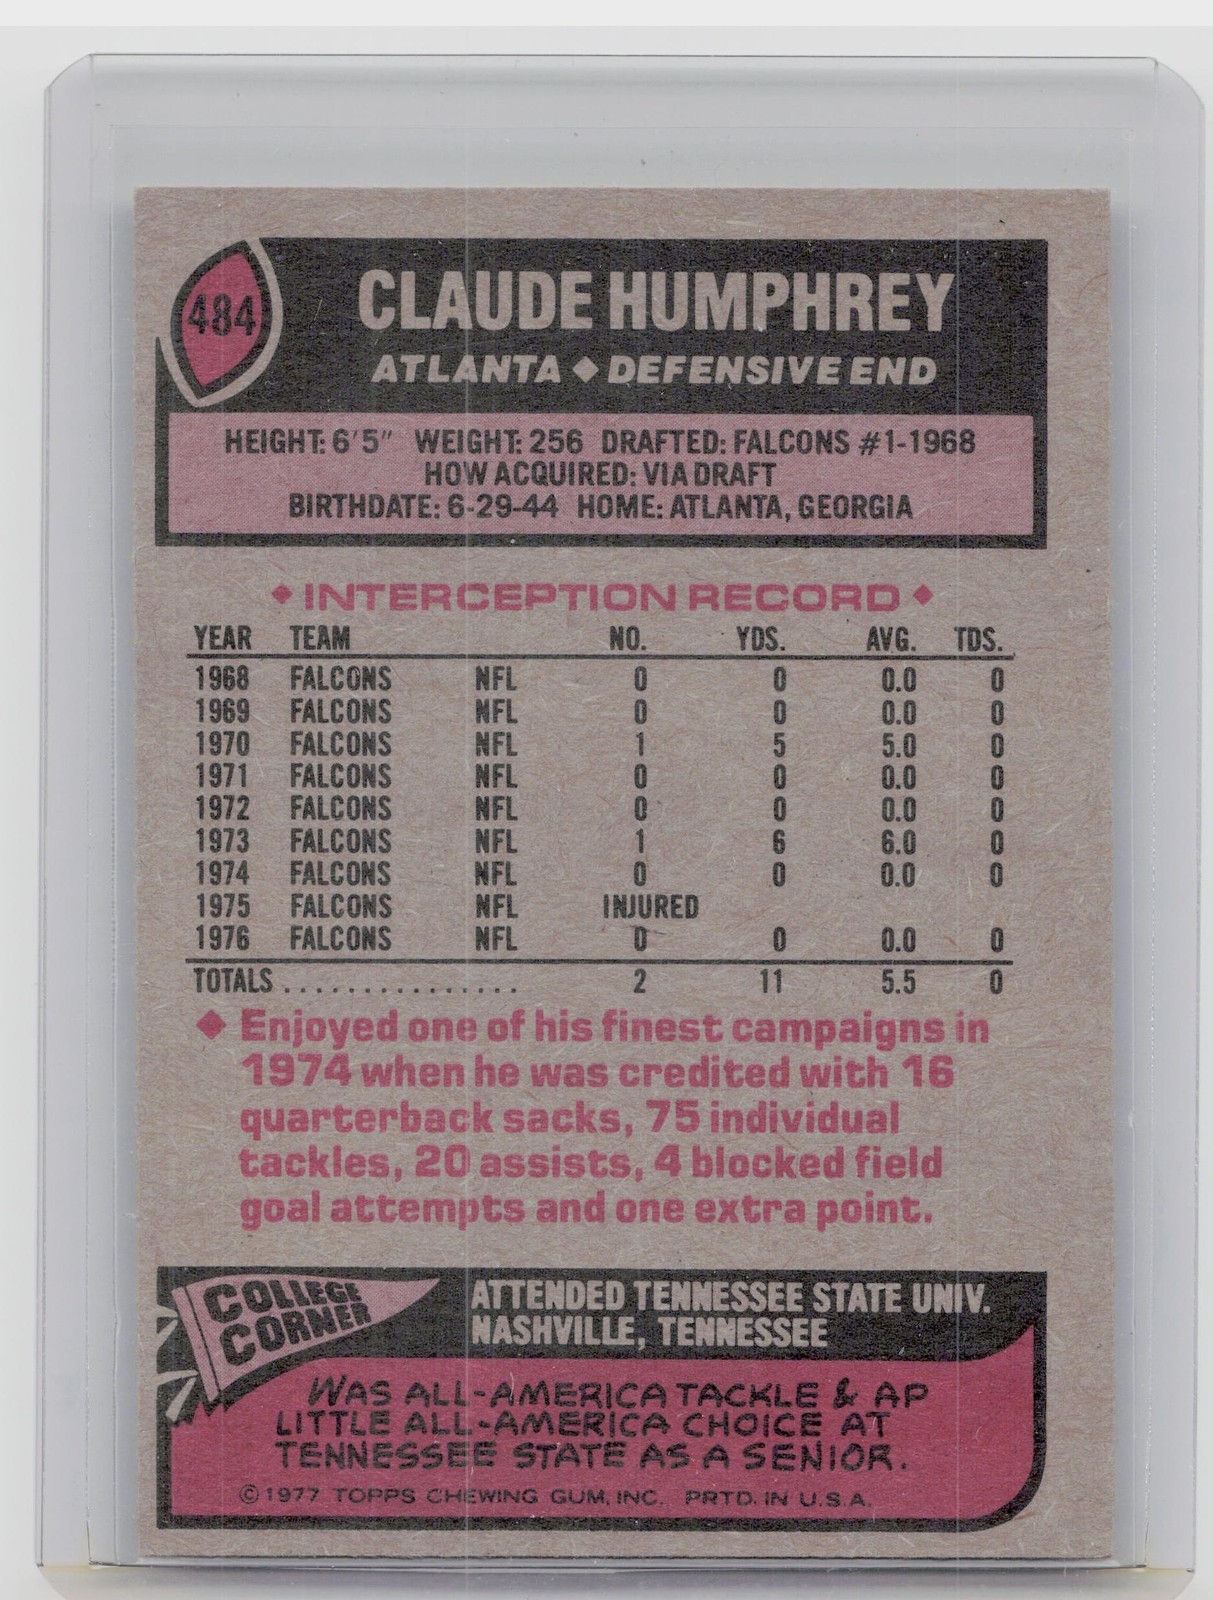 484
CLAUDE HUMPHREY
ATLANTA ◆ DEFENSIVE END
HEIGHT: 6'5" WEIGHT: 256 DRAFTED: FALCONS #1-1968
HOW ACQUIRED: VIA DRAFT
BIRTHDATE: 6-29-44 HOME: ATLANTA, GEORGIA
◆ INTERCEPTION RECORD ◆
YEAR TEAM NO. YDS. AVG. TDS.
1968 FALCONS NFL 0 0 0.0 0
1969 FALCONS NFL 0 0 0.0 0
1970 FALCONS NFL 1 5 5.0 0
1971 FALCONS NFL 0 0 0.0 0
1972 FALCONS NFL 0 0 0.0 0
1973 FALCONS NFL 1 6 6.0 0
1974 FALCONS NFL 0 0 0.0 0
1975 FALCONS NFL INJURED
1976 FALCONS NFL 0 0 0.0 0
TOTALS ............... 2 11 5.5 0
◆ Enjoyed one of his finest campaigns in
1974 when he was credited with 16
quarterback sacks, 75 individual
tackles, 20 assists, 4 blocked field
goal attempts and one extra point.
COLLEGE
CORNER
ATTENDED TENNESSEE STATE UNIV.
NASHVILLE, TENNESSEE
WAS ALL-AMERICA TACKLE & AP
LITTLE ALL-AMERICA CHOICE AT
TENNESSEE STATE AS A SENIOR.
© 1977 TOPPS CHEWING GUM, INC. PRTD. IN U.S.A.